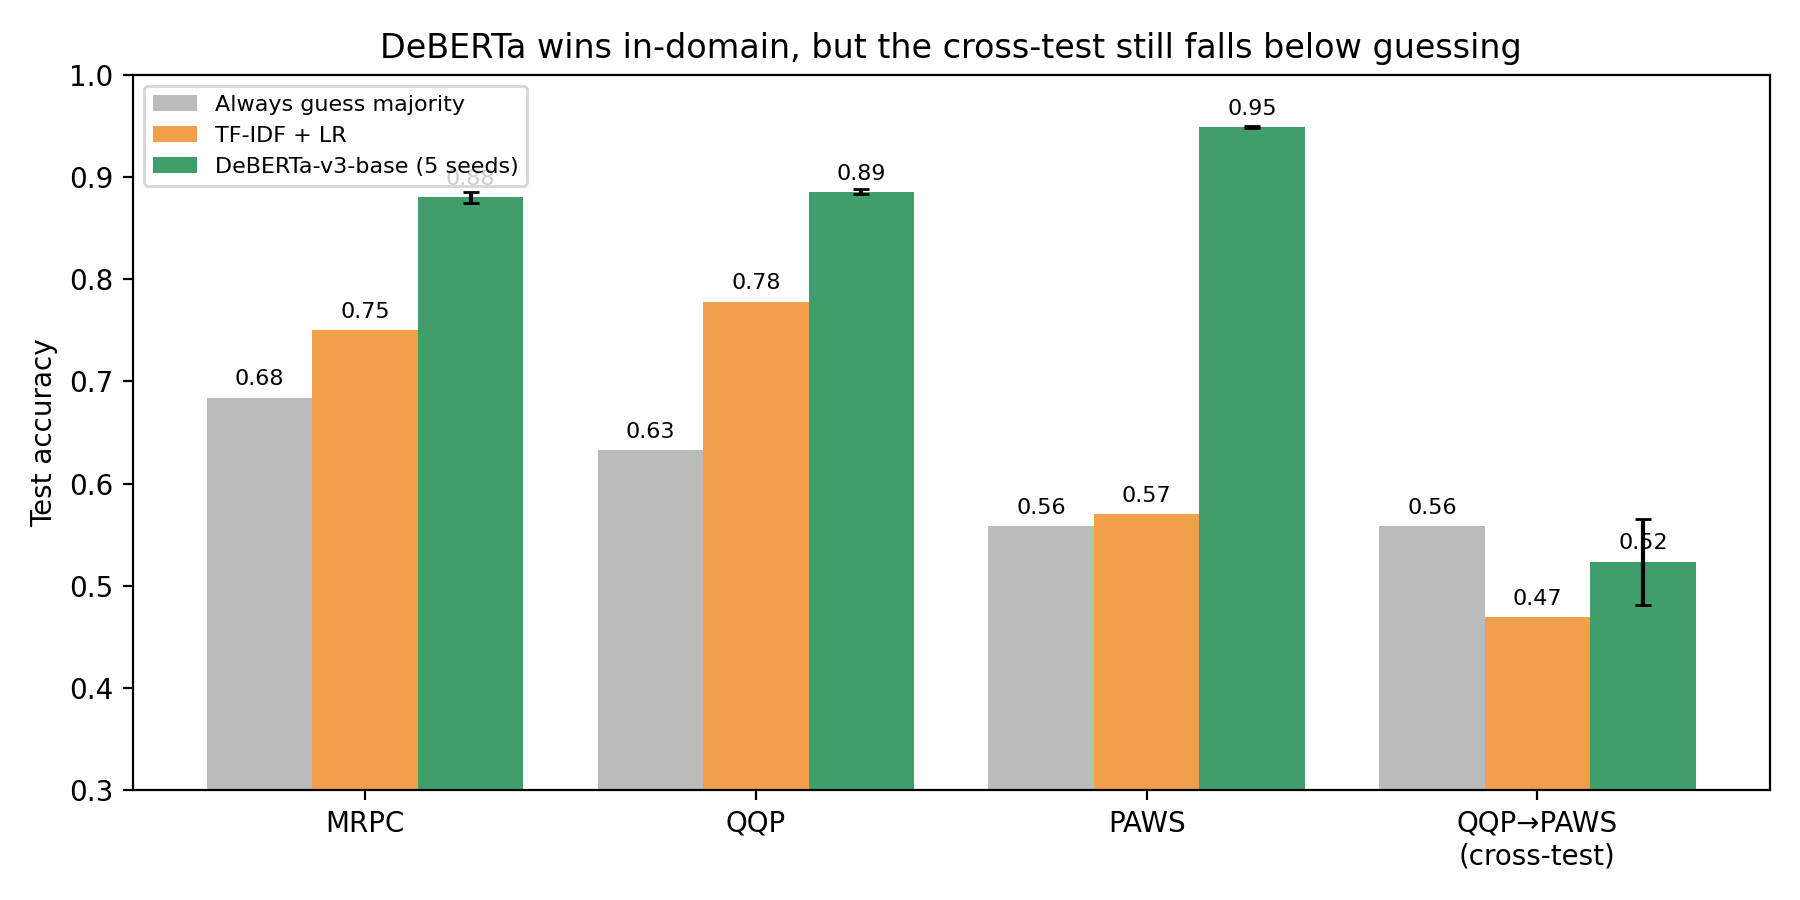 DeBERTa wins in-domain, but the cross-test still falls below guessing
Test accuracy
1.0
0.9
0.8
0.7
0.6
0.5
0.4
0.3
Always guess majority
TF-IDF + LR
DeBERTa-v3-base (5 seeds)
0.68
0.75
0.88
0.63
0.78
0.89
0.56
0.57
0.95
0.56
0.47
0.52
MRPC
QQP
PAWS
QQP→PAWS
(cross-test)